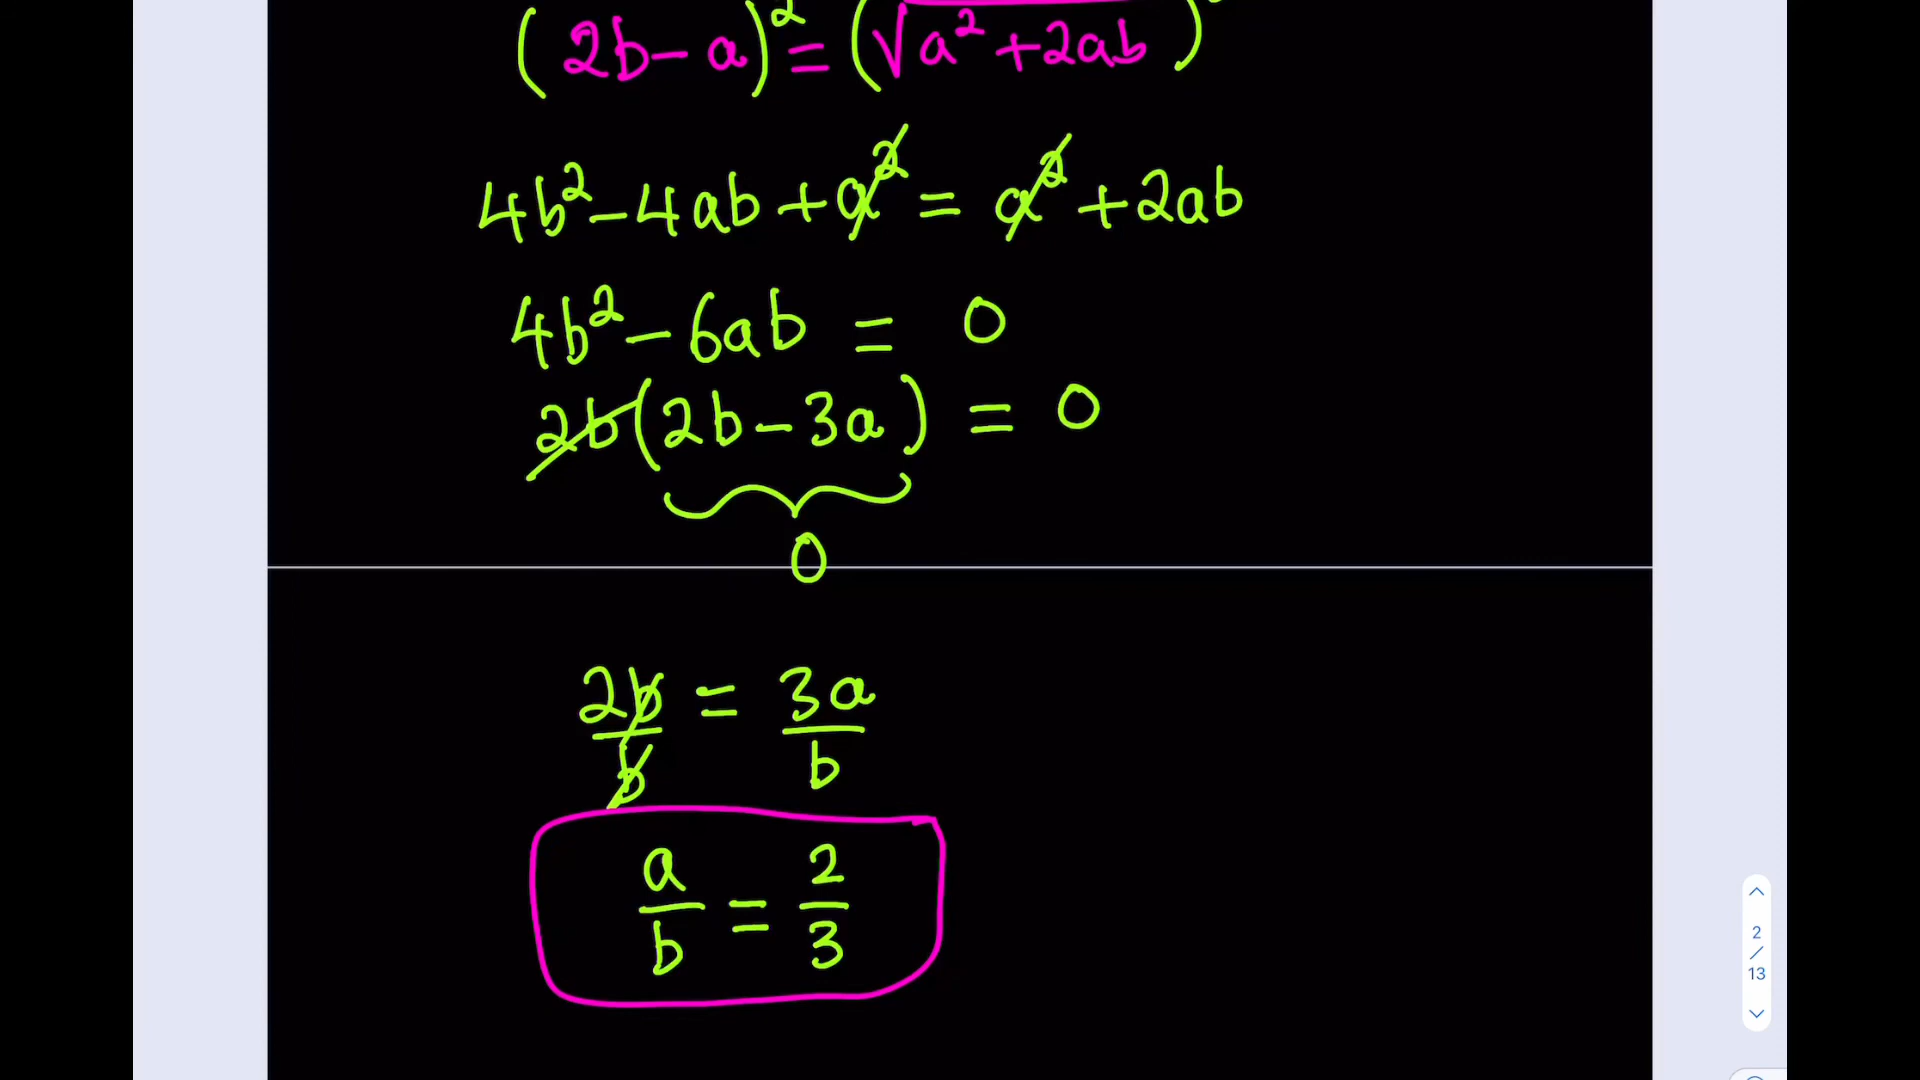 (2b-a)² = (√a²+2ab)
4b²-4ab+a² = a²+2ab
4b²-6ab = 0
2b(2b-3a) = 0
0
2b/b = 3a/b
a/b = 2/3
2
/
13